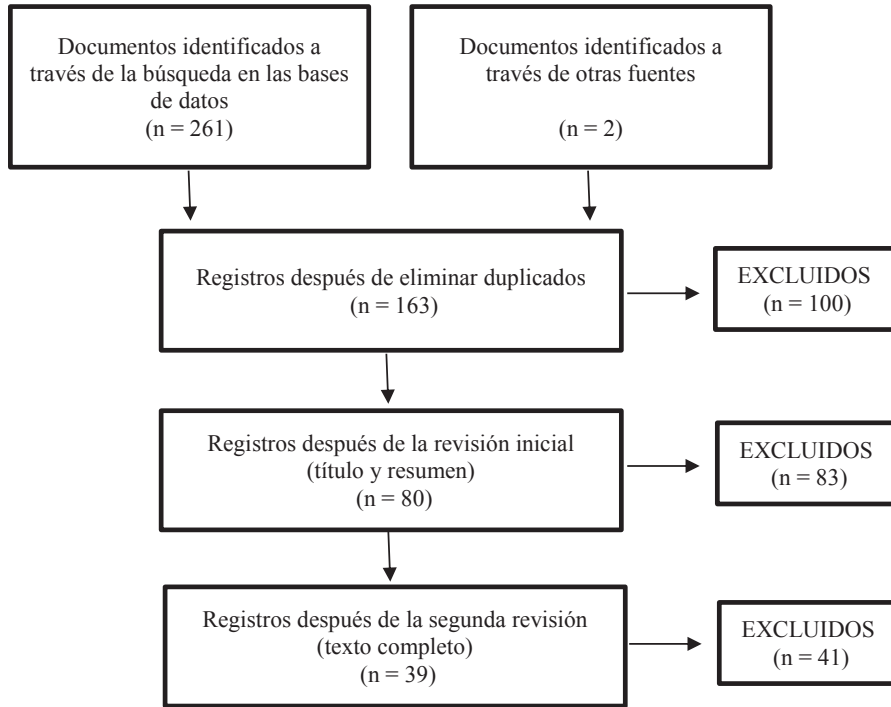 Documentos identificados a
través de la búsqueda en las bases
de datos
(n = 261)
Documentos identificados a
través de otras fuentes
(n = 2)
Registros después de eliminar duplicados
(n = 163)
EXCLUIDOS
(n = 100)
Registros después de la revisión inicial
(título y resumen)
(n = 80)
EXCLUIDOS
(n = 83)
Registros después de la segunda revisión
(texto completo)
(n = 39)
EXCLUIDOS
(n = 41)